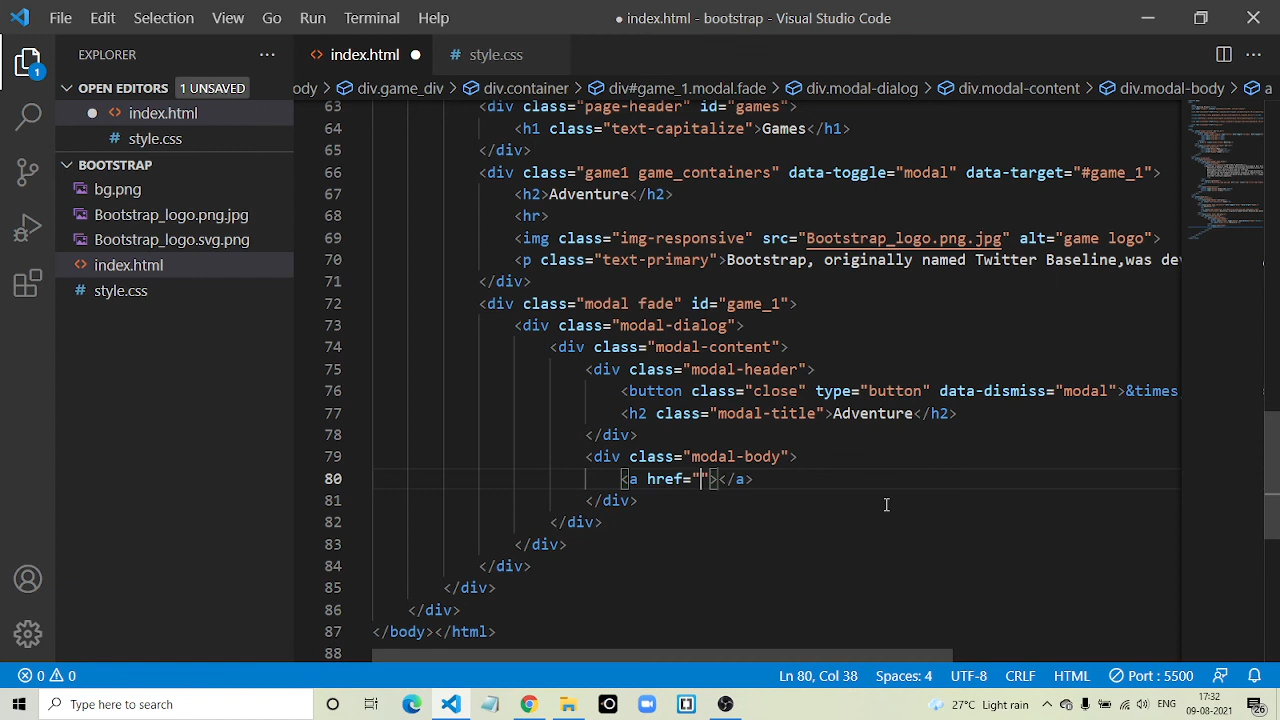 File Edit Selection View Go Run Terminal Help
● index.html - bootstrap - Visual Studio Code
EXPLORER
index.html
style.css
OPEN EDITORS 1 UNSAVED
body > div.game_div > div.container > div#game_1.modal.fade > div.modal-dialog > div.modal-content > div.modal-body > a
index.html
style.css
BOOTSTRAP
bg.png
Bootstrap_logo.png.jpg
Bootstrap_logo.svg.png
index.html
style.css
1
63 <div class="page-header" id="games">
64 <h1 class="text-capitalize">Games</h1>
65 </div>
66 <div class="game1 game_containers" data-toggle="modal" data-target="#game_1">
67 <h2>Adventure</h2>
68 <hr>
69 <img class="img-responsive" src="Bootstrap_logo.png.jpg" alt="game logo">
70 <p class="text-primary">Bootstrap, originally named Twitter Baseline,was dev
71 </div>
72 <div class="modal fade" id="game_1">
73 <div class="modal-dialog">
74 <div class="modal-content">
75 <div class="modal-header">
76 <button class="close" type="button" data-dismiss="modal">&times
77 <h2 class="modal-title">Adventure</h2>
78 </div>
79 <div class="modal-body">
80 <a href=""></a>
81 </div>
82 </div>
83 </div>
84 </div>
85 </div>
86 </div>
87 </body></html>
88
0 0 Ln 80, Col 38 Spaces: 4 UTF-8 CRLF HTML Port : 5500
Type here to search
27°C Light rain ENG 17:32
09-08-2021